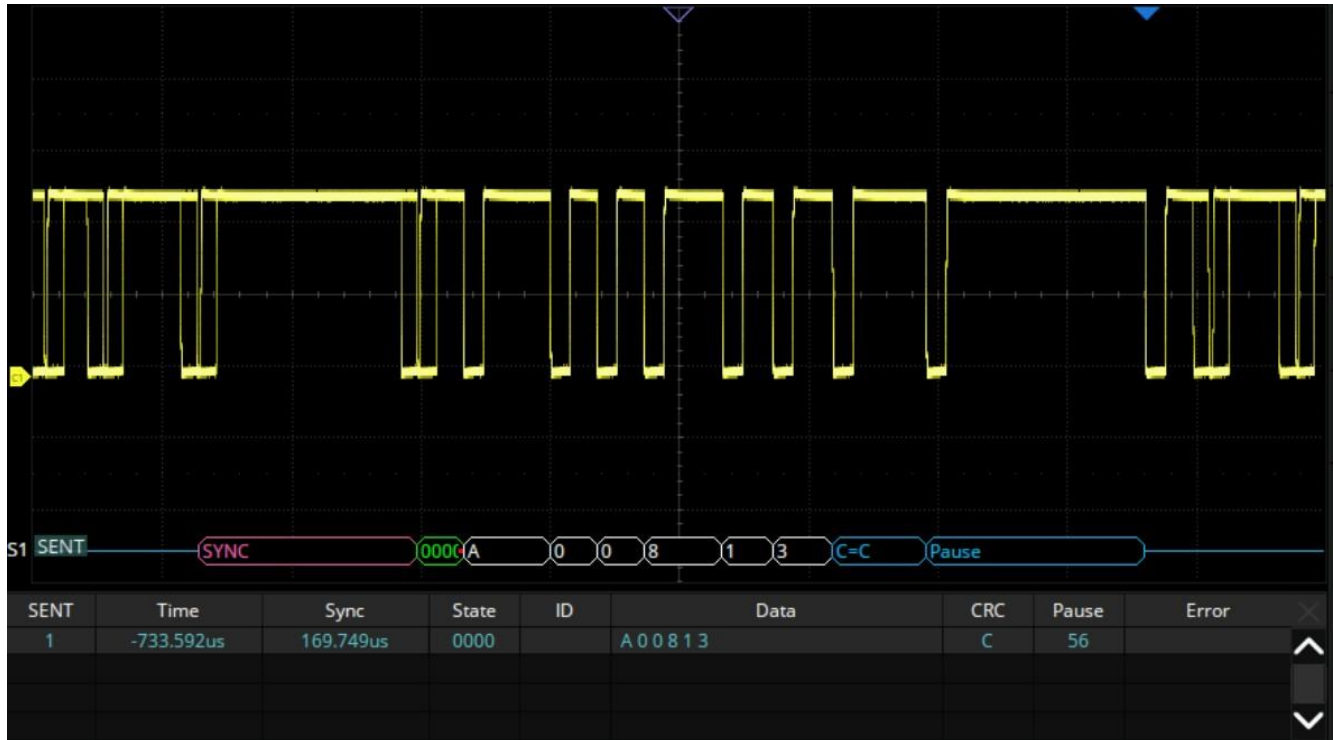 C1
S1 SENT SYNC 0000 A 0 0 8 1 3 C=C Pause
SENT Time Sync State ID Data CRC Pause Error
1 -733.592us 169.749us 0000 A 0 0 8 1 3 C 56